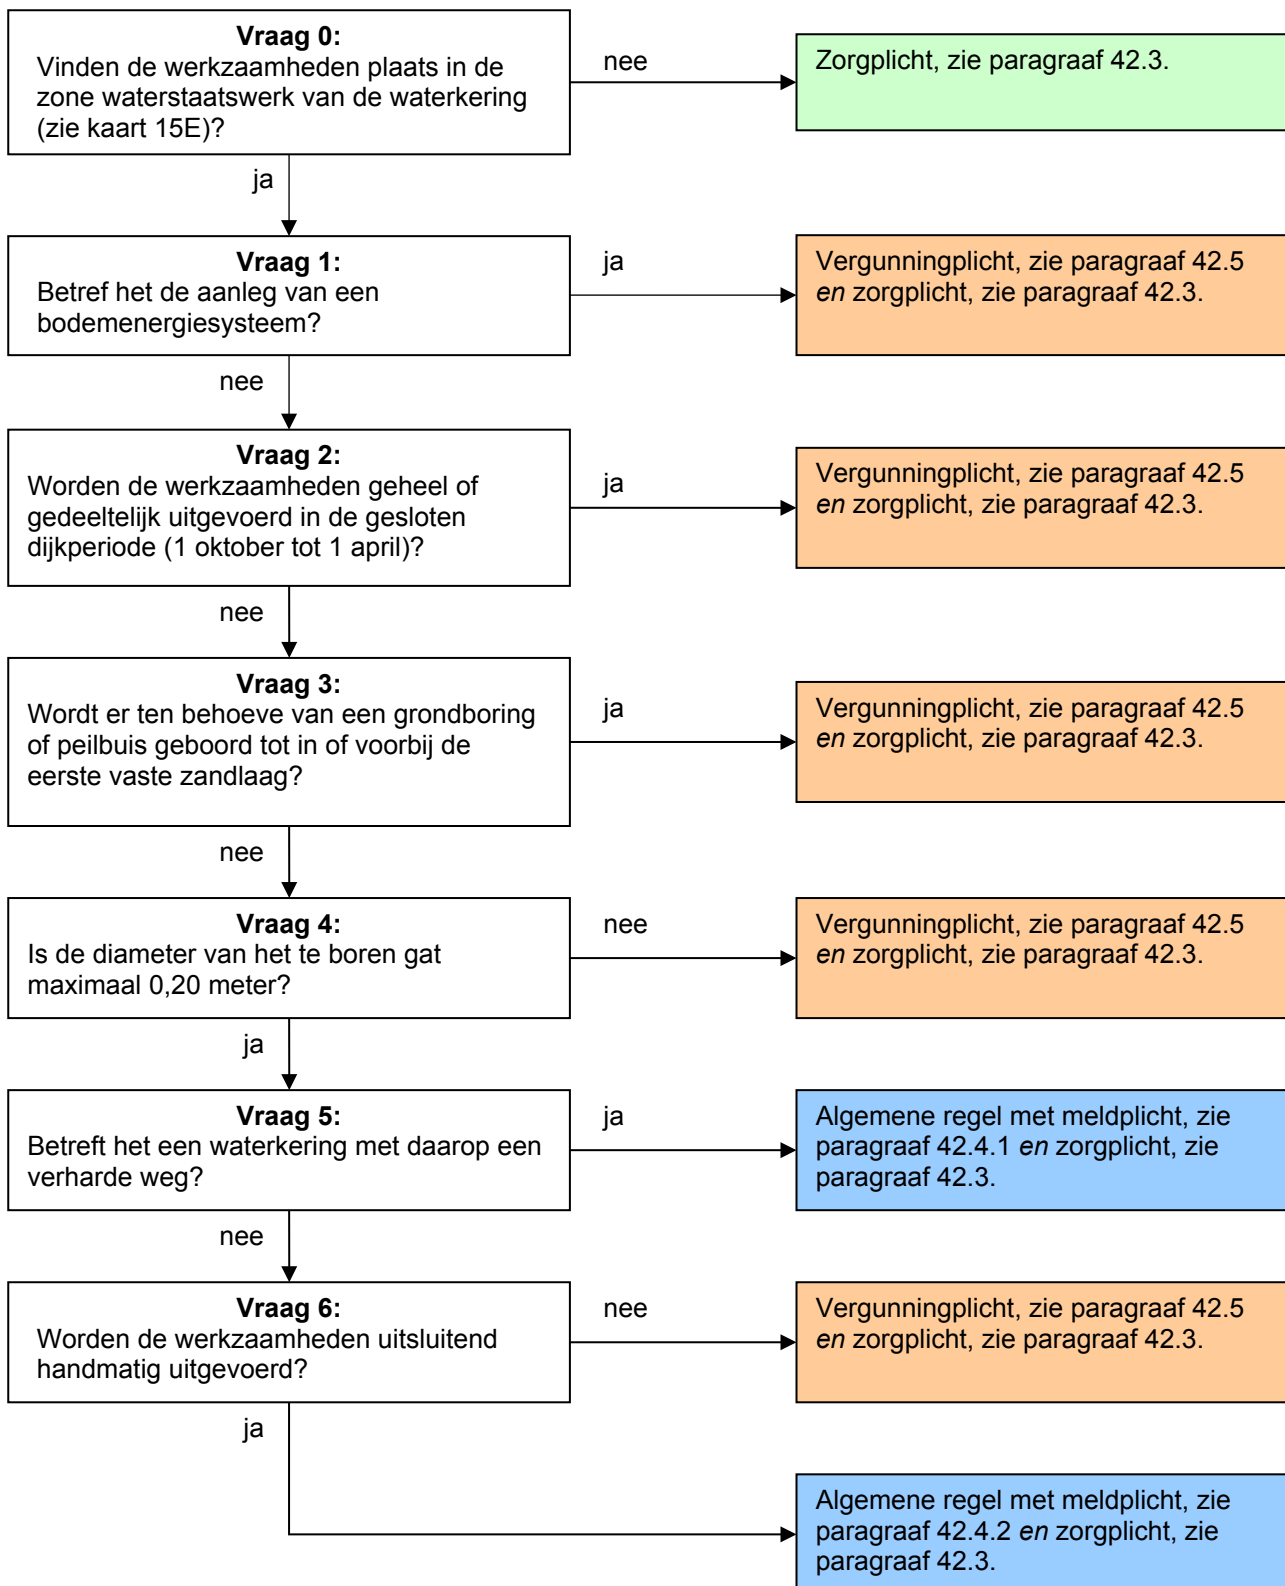 Vraag 0:
Vinden de werkzaamheden plaats in de
zone waterstaatswerk van de waterkering
(zie kaart 15E)?
nee
Zorgplicht, zie paragraaf 42.3.
ja
Vraag 1:
Betref het de aanleg van een
bodemenergiesysteem?
ja
Vergunningplicht, zie paragraaf 42.5
en zorgplicht, zie paragraaf 42.3.
nee
Vraag 2:
Worden de werkzaamheden geheel of
gedeeltelijk uitgevoerd in de gesloten
dijkperiode (1 oktober tot 1 april)?
ja
Vergunningplicht, zie paragraaf 42.5
en zorgplicht, zie paragraaf 42.3.
nee
Vraag 3:
Wordt er ten behoeve van een grondboring
of peilbuis geboord tot in of voorbij de
eerste vaste zandlaag?
ja
Vergunningplicht, zie paragraaf 42.5
en zorgplicht, zie paragraaf 42.3.
nee
Vraag 4:
Is de diameter van het te boren gat
maximaal 0,20 meter?
nee
Vergunningplicht, zie paragraaf 42.5
en zorgplicht, zie paragraaf 42.3.
ja
Vraag 5:
Betreft het een waterkering met daarop een
verharde weg?
ja
Algemene regel met meldplicht, zie
paragraaf 42.4.1 en zorgplicht, zie
paragraaf 42.3.
nee
Vraag 6:
Worden de werkzaamheden uitsluitend
handmatig uitgevoerd?
nee
Vergunningplicht, zie paragraaf 42.5
en zorgplicht, zie paragraaf 42.3.
ja
Algemene regel met meldplicht, zie
paragraaf 42.4.2 en zorgplicht, zie
paragraaf 42.3.